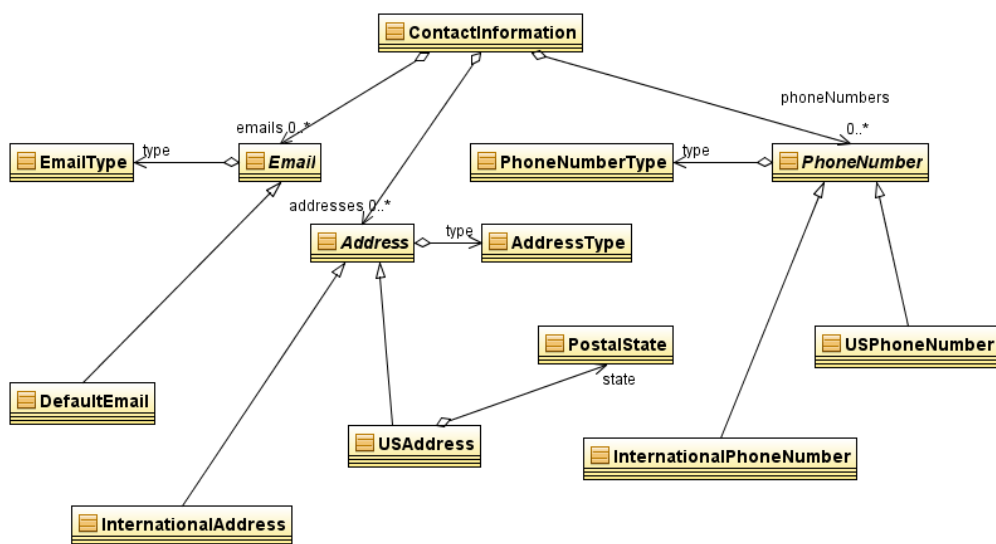 ContactInformation
phoneNumbers
emails 0..*
0..*
EmailType
type
Email
PhoneNumberType
type
PhoneNumber
addresses 0..*
Address
type
AddressType
PostalState
USPhoneNumber
state
DefaultEmail
USAddress
InternationalPhoneNumber
InternationalAddress